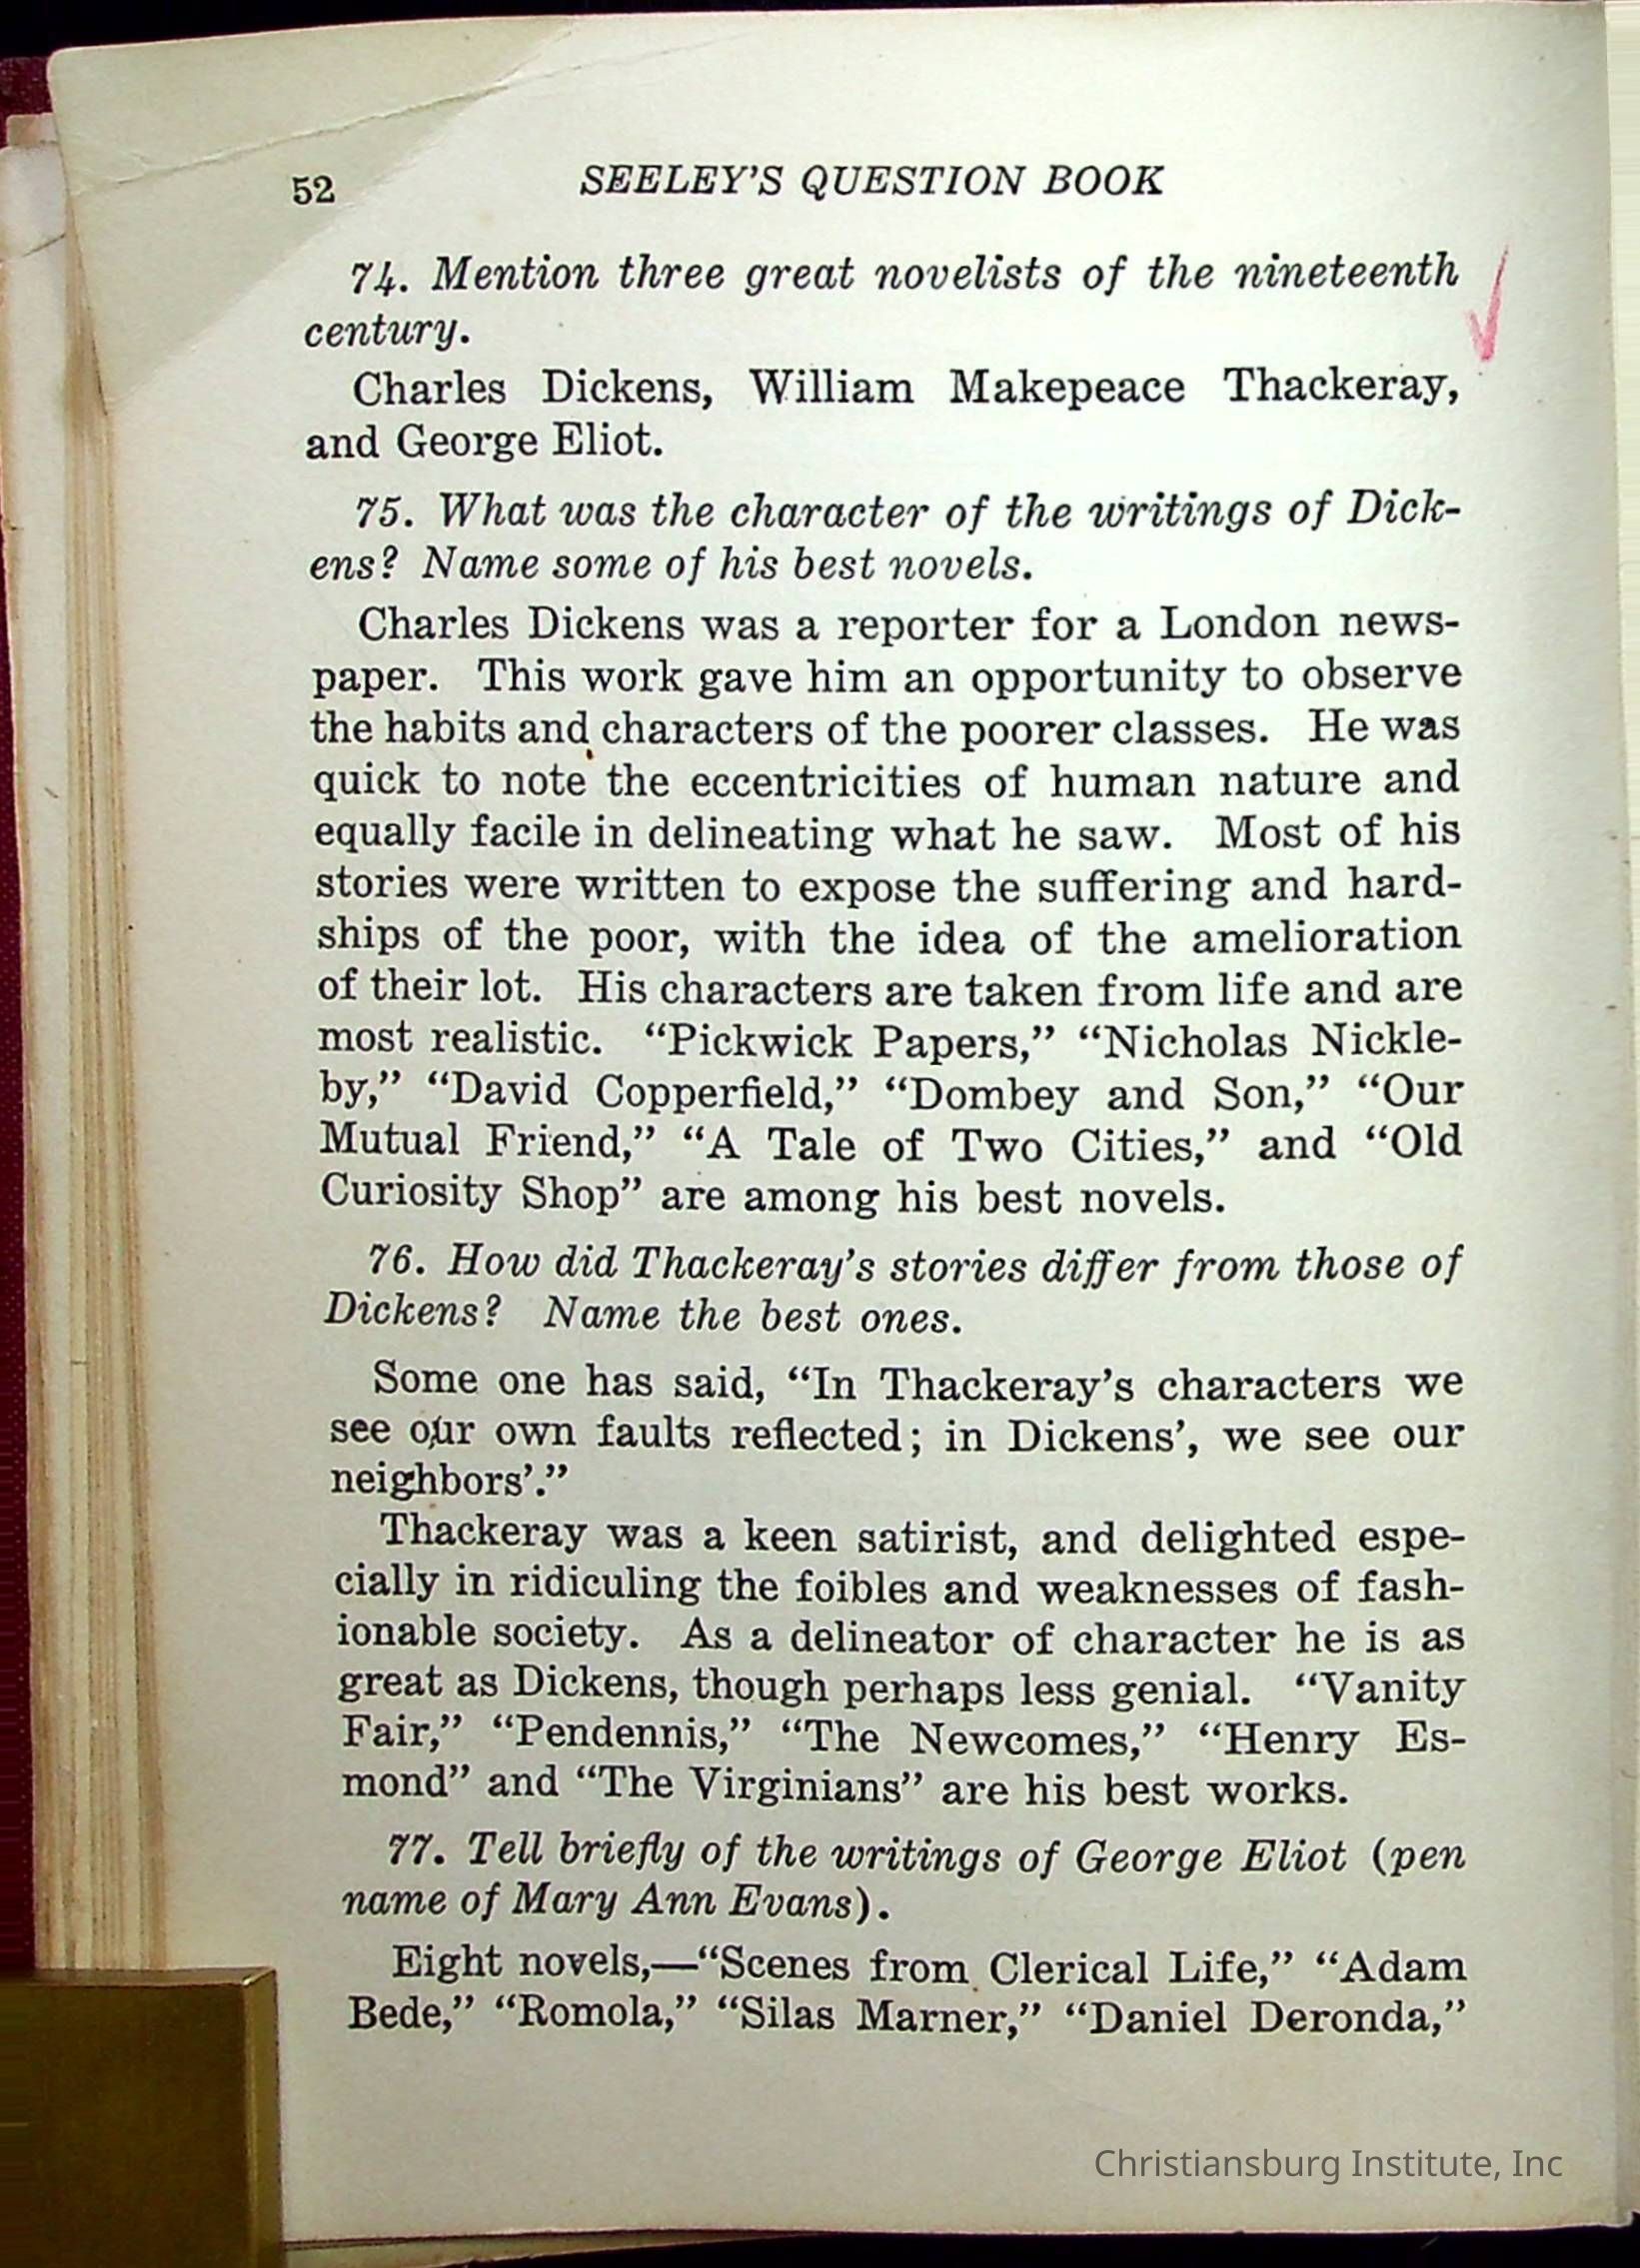 52 SEELEY'S QUESTION BOOK
74. Mention three great novelists of the nineteenth
century.
Charles Dickens, William Makepeace Thackeray,
and George Eliot.
75. What was the character of the writings of Dick-
ens? Name some of his best novels.
Charles Dickens was a reporter for a London news-
paper. This work gave him an opportunity to observe
the habits and characters of the poorer classes. He was
quick to note the eccentricities of human nature and
equally facile in delineating what he saw. Most of his
stories were written to expose the suffering and hard-
ships of the poor, with the idea of the amelioration
of their lot. His characters are taken from life and are
most realistic. “Pickwick Papers,” “Nicholas Nickle-
by,” “David Copperfield,” “Dombey and Son,” “Our
Mutual Friend,” “A Tale of Two Cities,” and “Old
Curiosity Shop” are among his best novels.
76. How did Thackeray's stories differ from those of
Dickens? Name the best ones.
Some one has said, “In Thackeray's characters we
see our own faults reflected; in Dickens', we see our
neighbors'.”
Thackeray was a keen satirist, and delighted espe-
cially in ridiculing the foibles and weaknesses of fash-
ionable society. As a delineator of character he is as
great as Dickens, though perhaps less genial. “Vanity
Fair,” “Pendennis,” “The Newcomes,” “Henry Es-
mond” and “The Virginians” are his best works.
77. Tell briefly of the writings of George Eliot (pen
name of Mary Ann Evans).
Eight novels,—“Scenes from Clerical Life,” “Adam
Bede,” “Romola,” “Silas Marner,” “Daniel Deronda,”
Christiansburg Institute, Inc